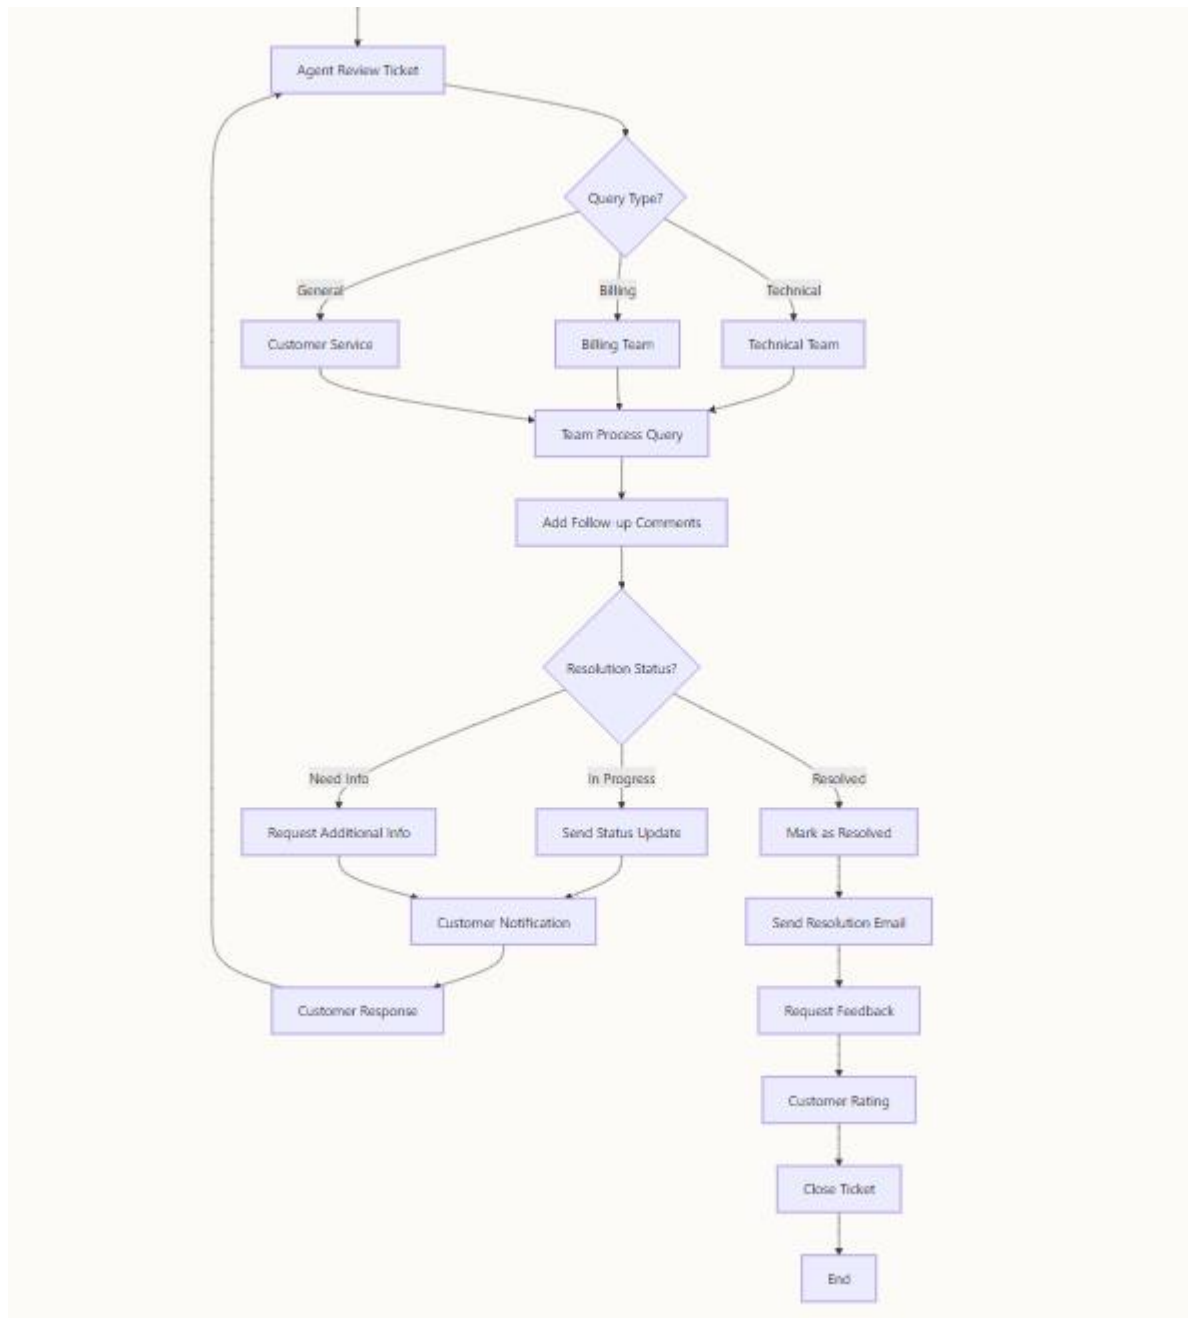 Agent Review Ticket
Query Type?
General
Billing
Technical
Customer Service
Billing Team
Technical Team
Team Process Query
Add Follow-up Comments
Resolution Status?
Need Info
In Progress
Resolved
Request Additional Info
Send Status Update
Mark as Resolved
Customer Notification
Send Resolution Email
Customer Response
Request Feedback
Customer Rating
Close Ticket
End